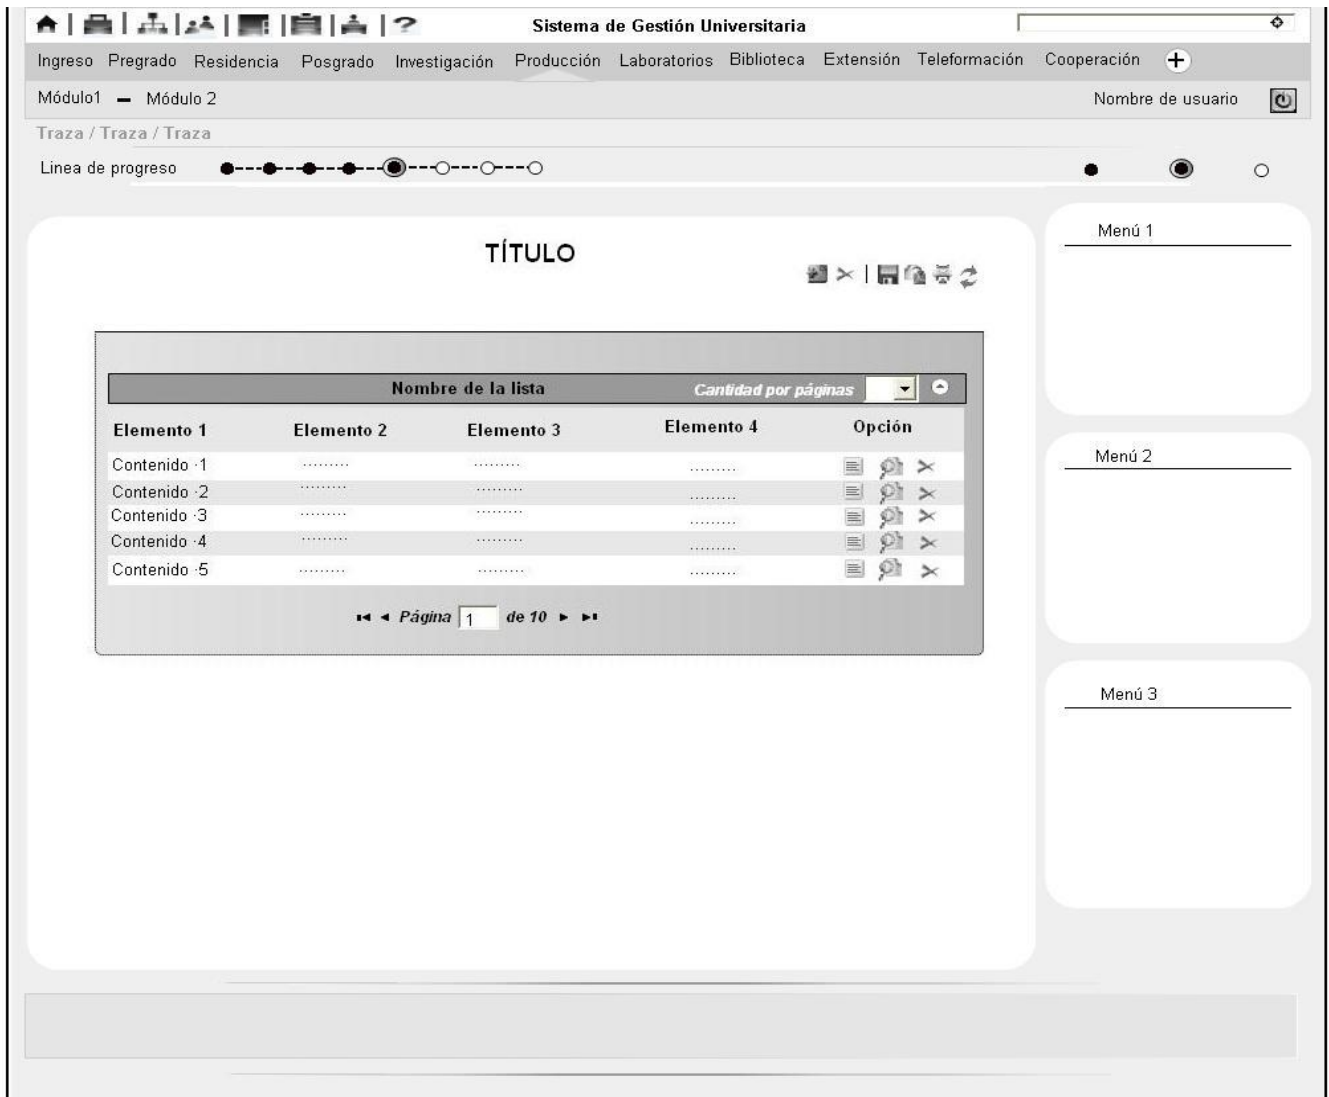 Sistema de Gestión Universitaria
Ingreso Pregrado Residencia Posgrado Investigación Producción Laboratorios Biblioteca Extensión Teleformación Cooperación
Módulo1 – Módulo 2 Nombre de usuario
Traza / Traza / Traza
Linea de progreso
TÍTULO
Nombre de la lista Cantidad por páginas
Elemento 1 Elemento 2 Elemento 3 Elemento 4 Opción
Contenido ·1 ......... ......... .........
Contenido ·2 ......... ......... .........
Contenido ·3 ......... ......... .........
Contenido ·4 ......... ......... .........
Contenido ·5 ......... ......... .........
Página 1 de 10
Menú 1
Menú 2
Menú 3